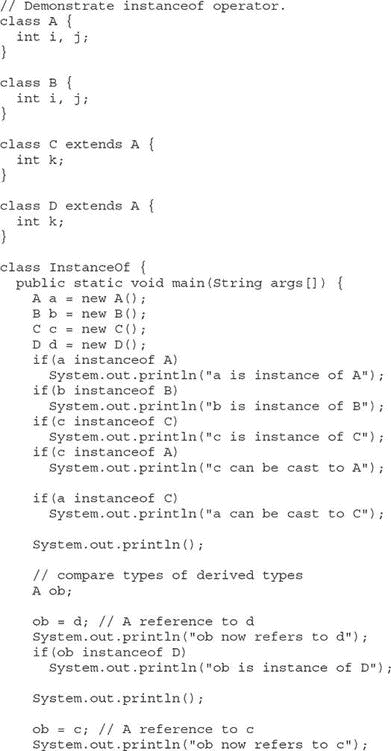 // Demonstrate instanceof operator.
class A {
  int i, j;
}

class B {
  int i, j;
}

class C extends A {
  int k;
}

class D extends A {
  int k;
}

class InstanceOf {
  public static void main(String args[]) {
    A a = new A();
    B b = new B();
    C c = new C();
    D d = new D();
    if(a instanceof A)
      System.out.println("a is instance of A");
    if(b instanceof B)
      System.out.println("b is instance of B");
    if(c instanceof C)
      System.out.println("c is instance of C");
    if(c instanceof A)
      System.out.println("c can be cast to A");

    if(a instanceof C)
      System.out.println("a can be cast to C");

    System.out.println();

    // compare types of derived types
    A ob;

    ob = d; // A reference to d
    System.out.println("ob now refers to d");
    if(ob instanceof D)
      System.out.println("ob is instance of D");

    System.out.println();

    ob = c; // A reference to c
    System.out.println("ob now refers to c");